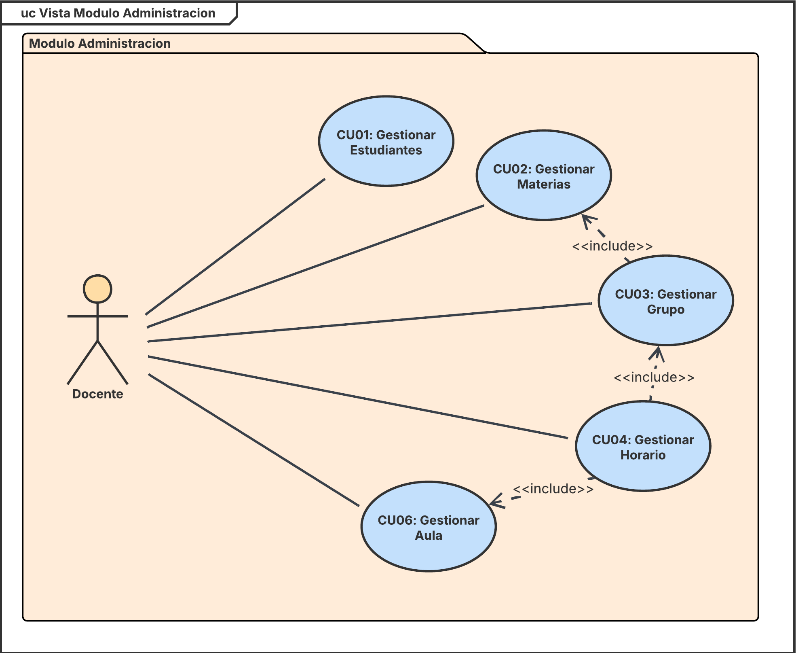 uc Vista Modulo Administracion
Modulo Administracion
CU01: Gestionar
Estudiantes
CU02: Gestionar
Materias
<<include>>
CU03: Gestionar
Grupo
<<include>>
Docente
CU04: Gestionar
Horario
<<include>>
CU06: Gestionar
Aula